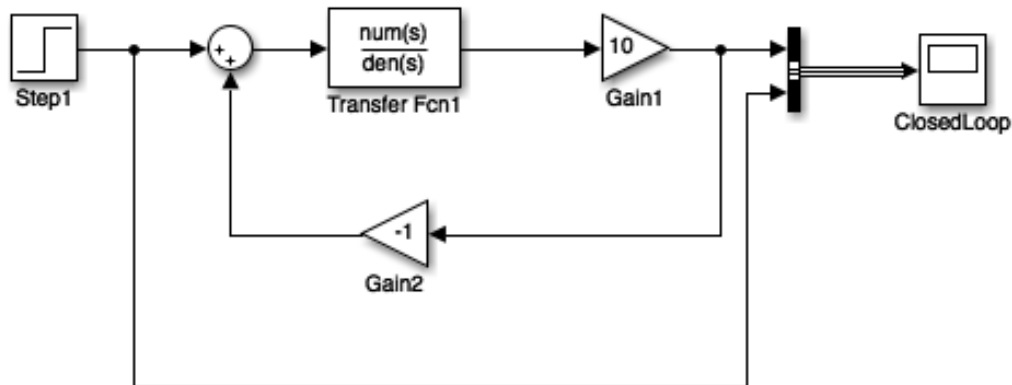 num(s)
den(s)
10
+
+
Step1
Transfer Fcn1
Gain1
ClosedLoop
-1
Gain2